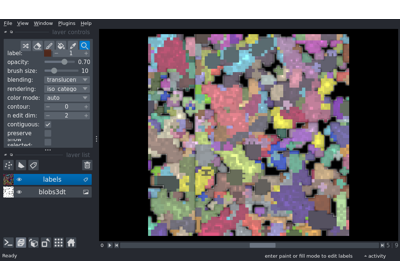 File View Window Plugins Help
layer controls
label: 1
opacity: 0.70
brush size: 10
blending: translucen
rendering: iso_catego
color mode: auto
contour: 0
n edit dim: 2
contiguous:
preserve
show
selected:
layer list
labels
blobs3dt
Ready
enter paint or fill mode to edit labels
activity